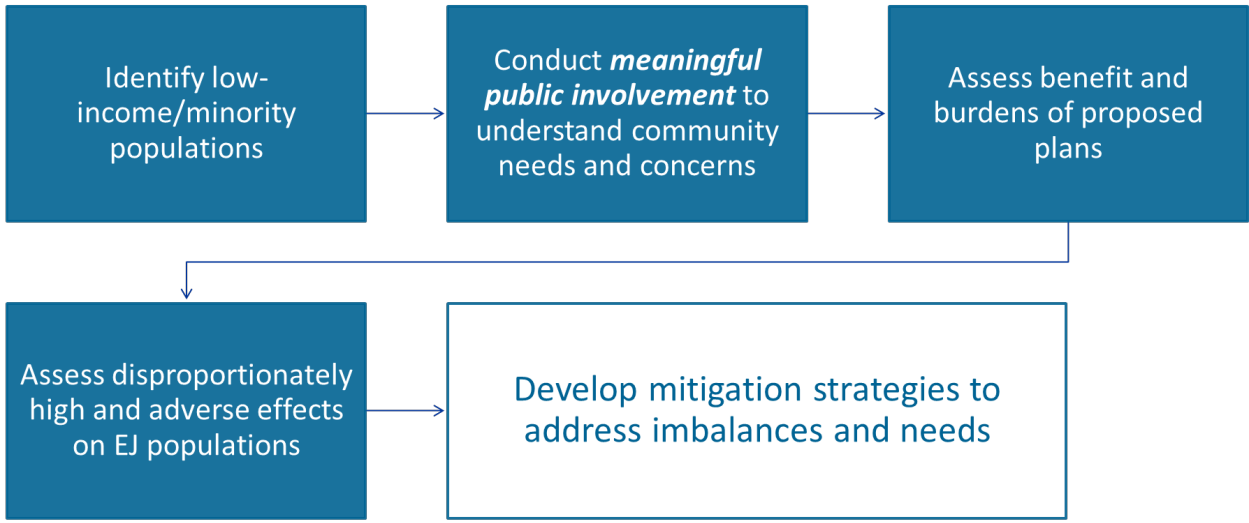 Identify low-
income/minority
populations
Conduct meaningful
public involvement to
understand community
needs and concerns
Assess benefit and
burdens of proposed
plans
Assess disproportionately
high and adverse effects
on EJ populations
Develop mitigation strategies to
address imbalances and needs